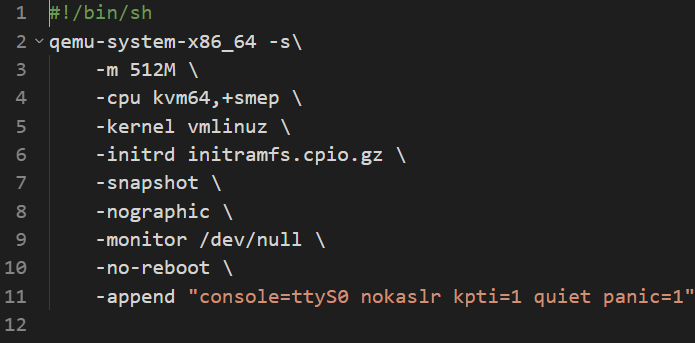 1 #!/bin/sh
2 qemu-system-x86_64 -s\
3     -m 512M \
4     -cpu kvm64,+smep \
5     -kernel vmlinuz \
6     -initrd initramfs.cpio.gz \
7     -snapshot \
8     -nographic \
9     -monitor /dev/null \
10     -no-reboot \
11     -append "console=ttyS0 nokaslr kpti=1 quiet panic=1"
12